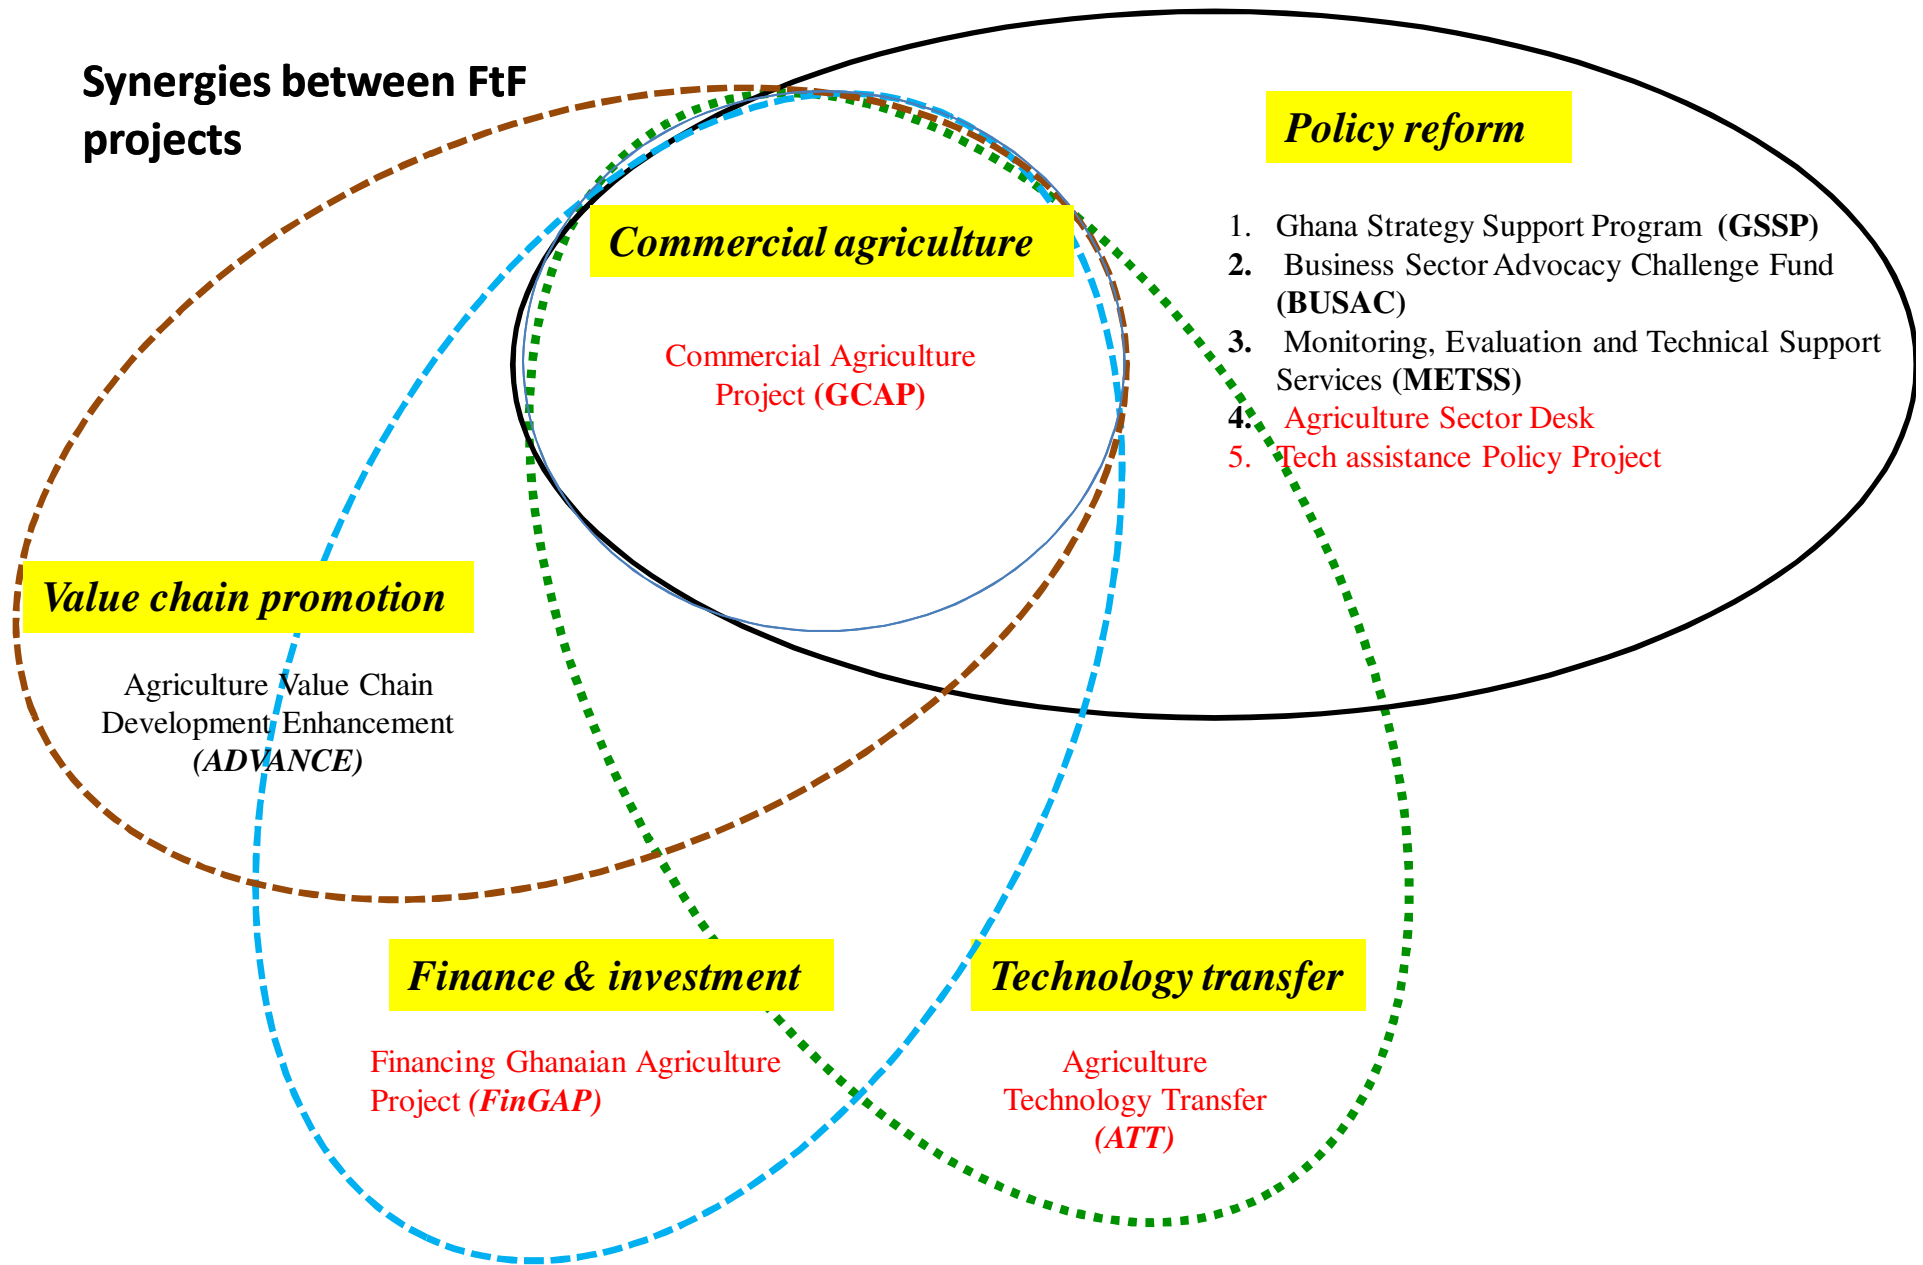 Synergies between FtF
projects
Policy reform
1. Ghana Strategy Support Program (GSSP)
2. Business Sector Advocacy Challenge Fund
(BUSAC)
3. Monitoring, Evaluation and Technical Support
Services (METSS)
4. Agriculture Sector Desk
5. Tech assistance Policy Project
Commercial agriculture
Commercial Agriculture
Project (GCAP)
Value chain promotion
Agriculture Value Chain
Development Enhancement
(ADVANCE)
Finance & investment
Financing Ghanaian Agriculture
Project (FinGAP)
Technology transfer
Agriculture
Technology Transfer
(ATT)